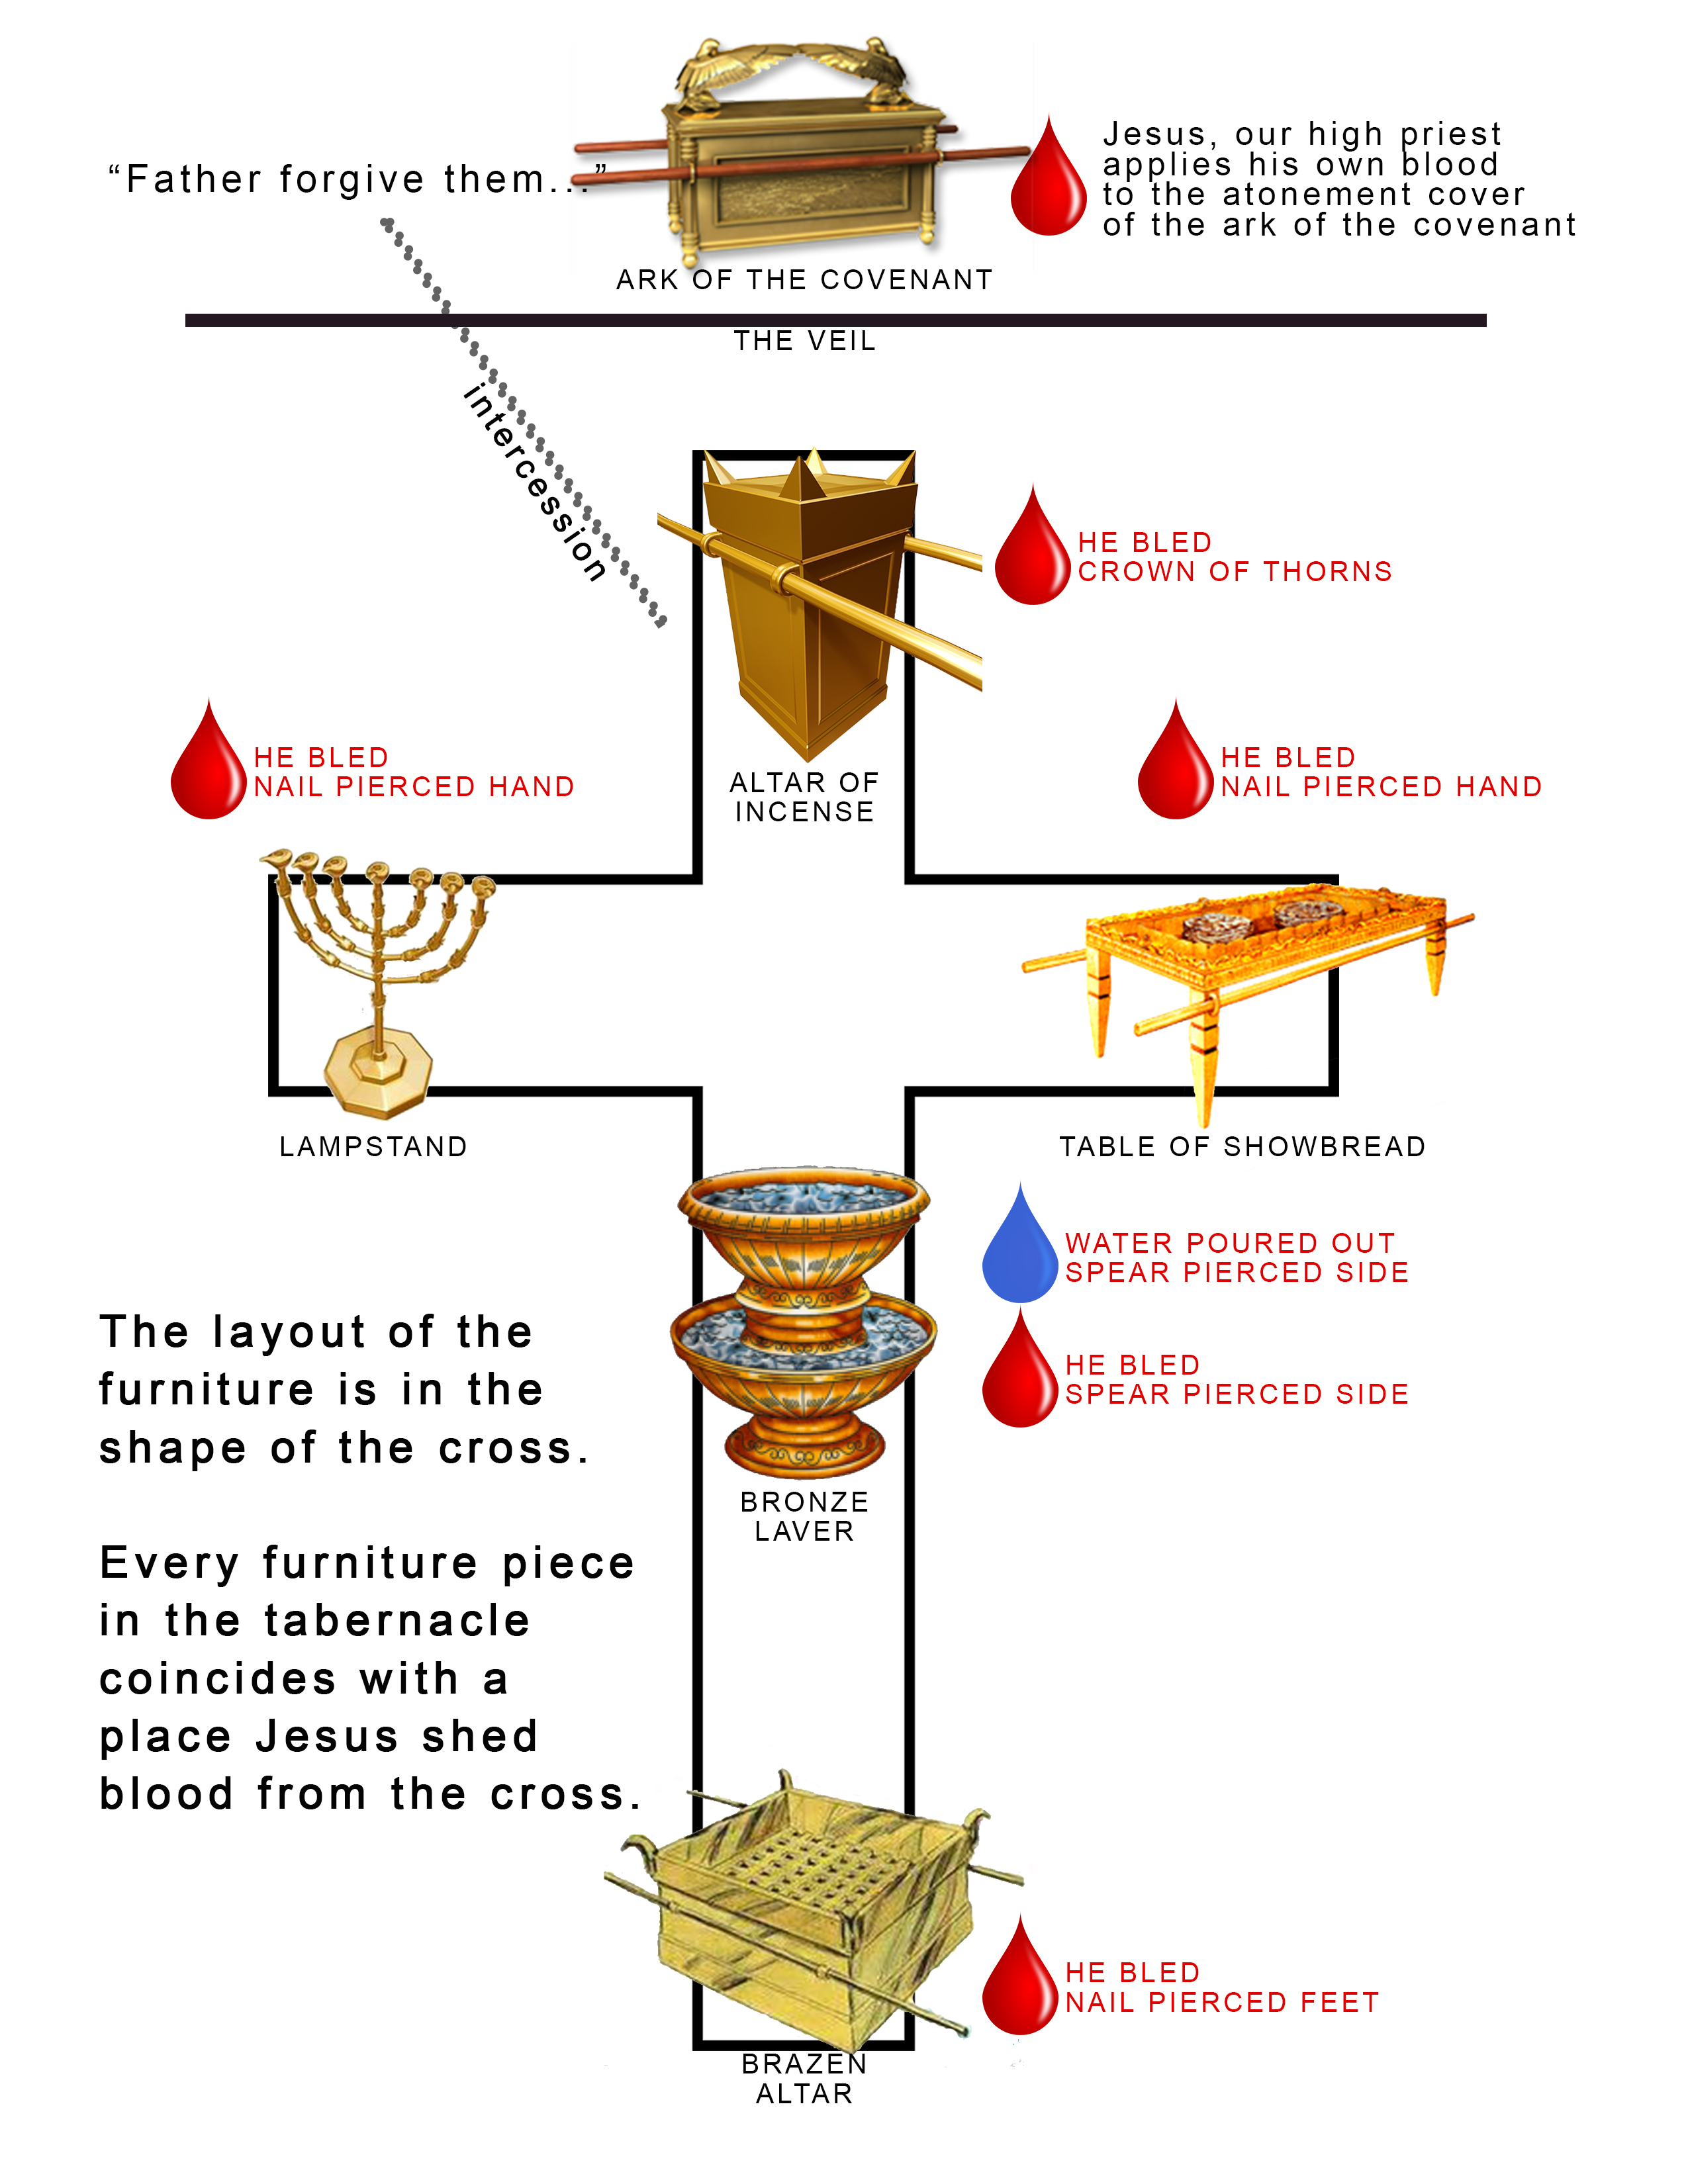 “Father forgive them...”
Jesus, our high priest
applies his own blood
to the atonement cover
of the ark of the covenant
ARK OF THE COVENANT
THE VEIL
intercession
HE BLED
CROWN OF THORNS
HE BLED
NAIL PIERCED HAND
ALTAR OF
INCENSE
HE BLED
NAIL PIERCED HAND
LAMPSTAND
TABLE OF SHOWBREAD
WATER POURED OUT
SPEAR PIERCED SIDE
HE BLED
SPEAR PIERCED SIDE
The layout of the
furniture is in the
shape of the cross.
BRONZE
LAVER
Every furniture piece
in the tabernacle
coincides with a
place Jesus shed
blood from the cross.
HE BLED
NAIL PIERCED FEET
BRAZEN
ALTAR